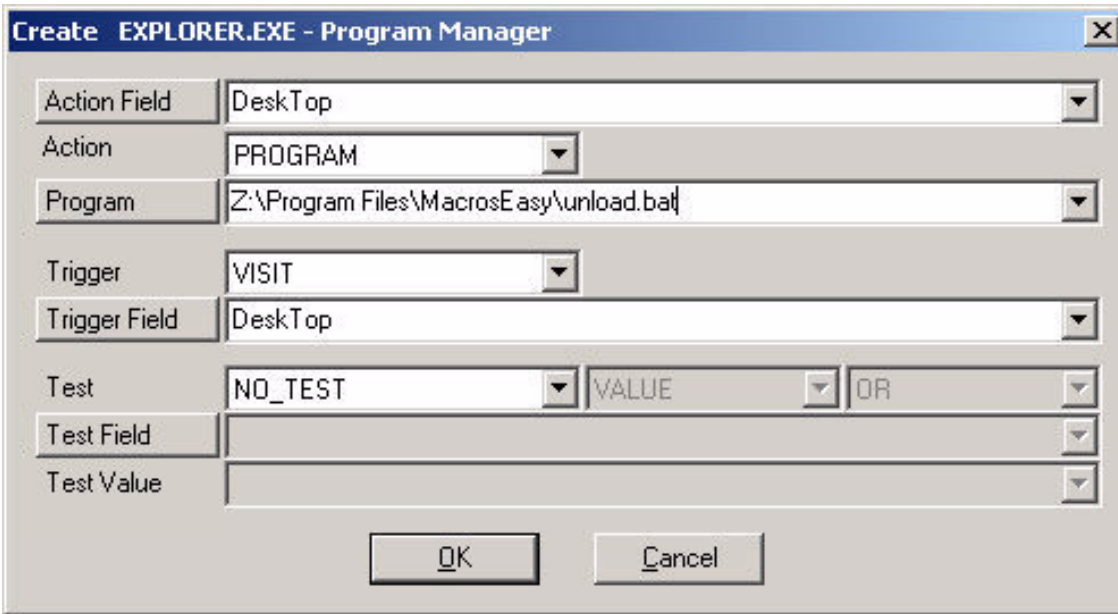 Create EXPLORER.EXE - Program Manager
Action Field DeskTop
Action PROGRAM
Program Z:\Program Files\MacrosEasy\unload.bat
Trigger VISIT
Trigger Field DeskTop
Test NO_TEST VALUE OR
Test Field
Test Value
OK Cancel